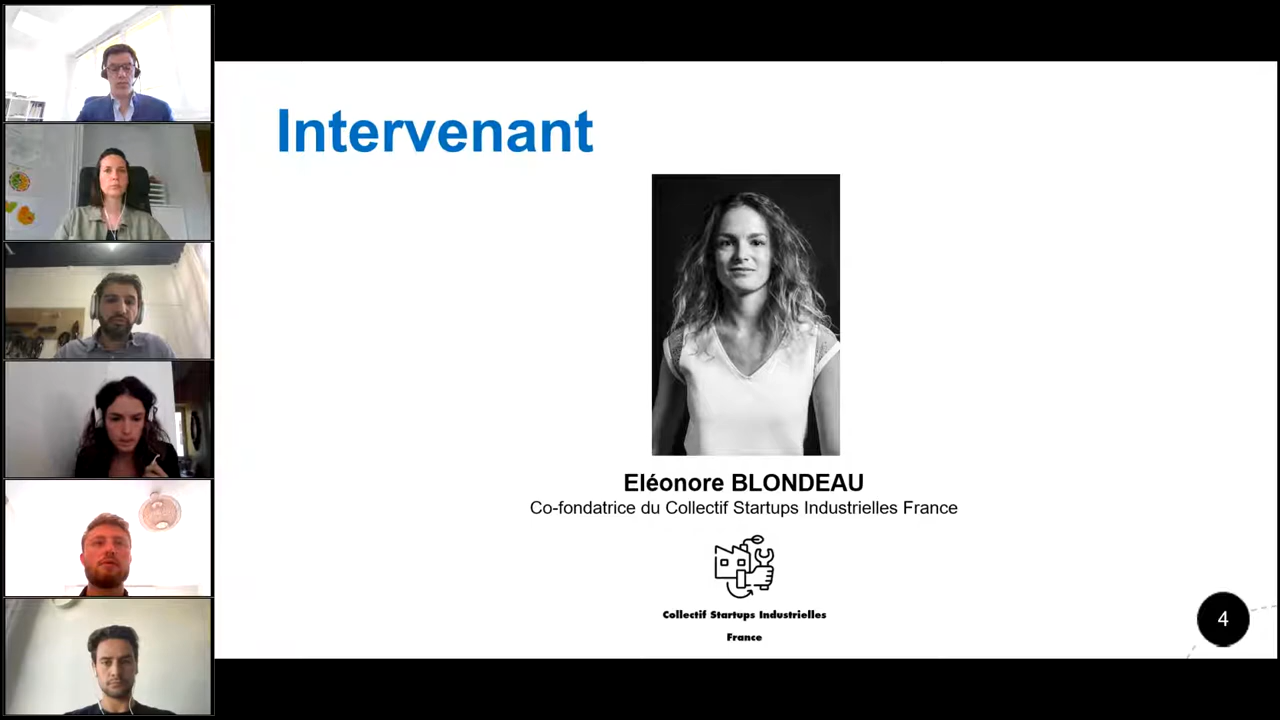 Intervenant
Eléonore BLONDEAU
Co-fondatrice du Collectif Startups Industrielles France
Collectif Startups Industrielles
France
4